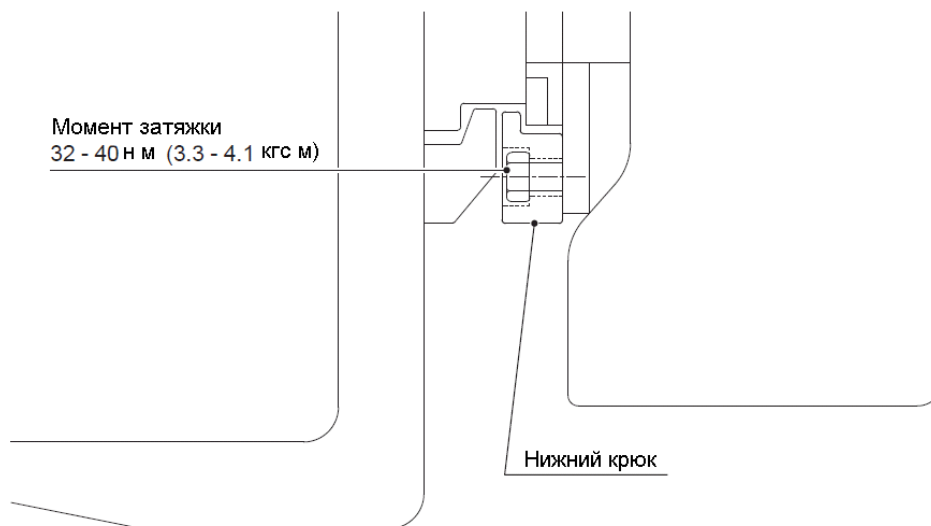 Момент затяжки
32 - 40 н м (3.3 - 4.1 кгс м)
Нижний крюк